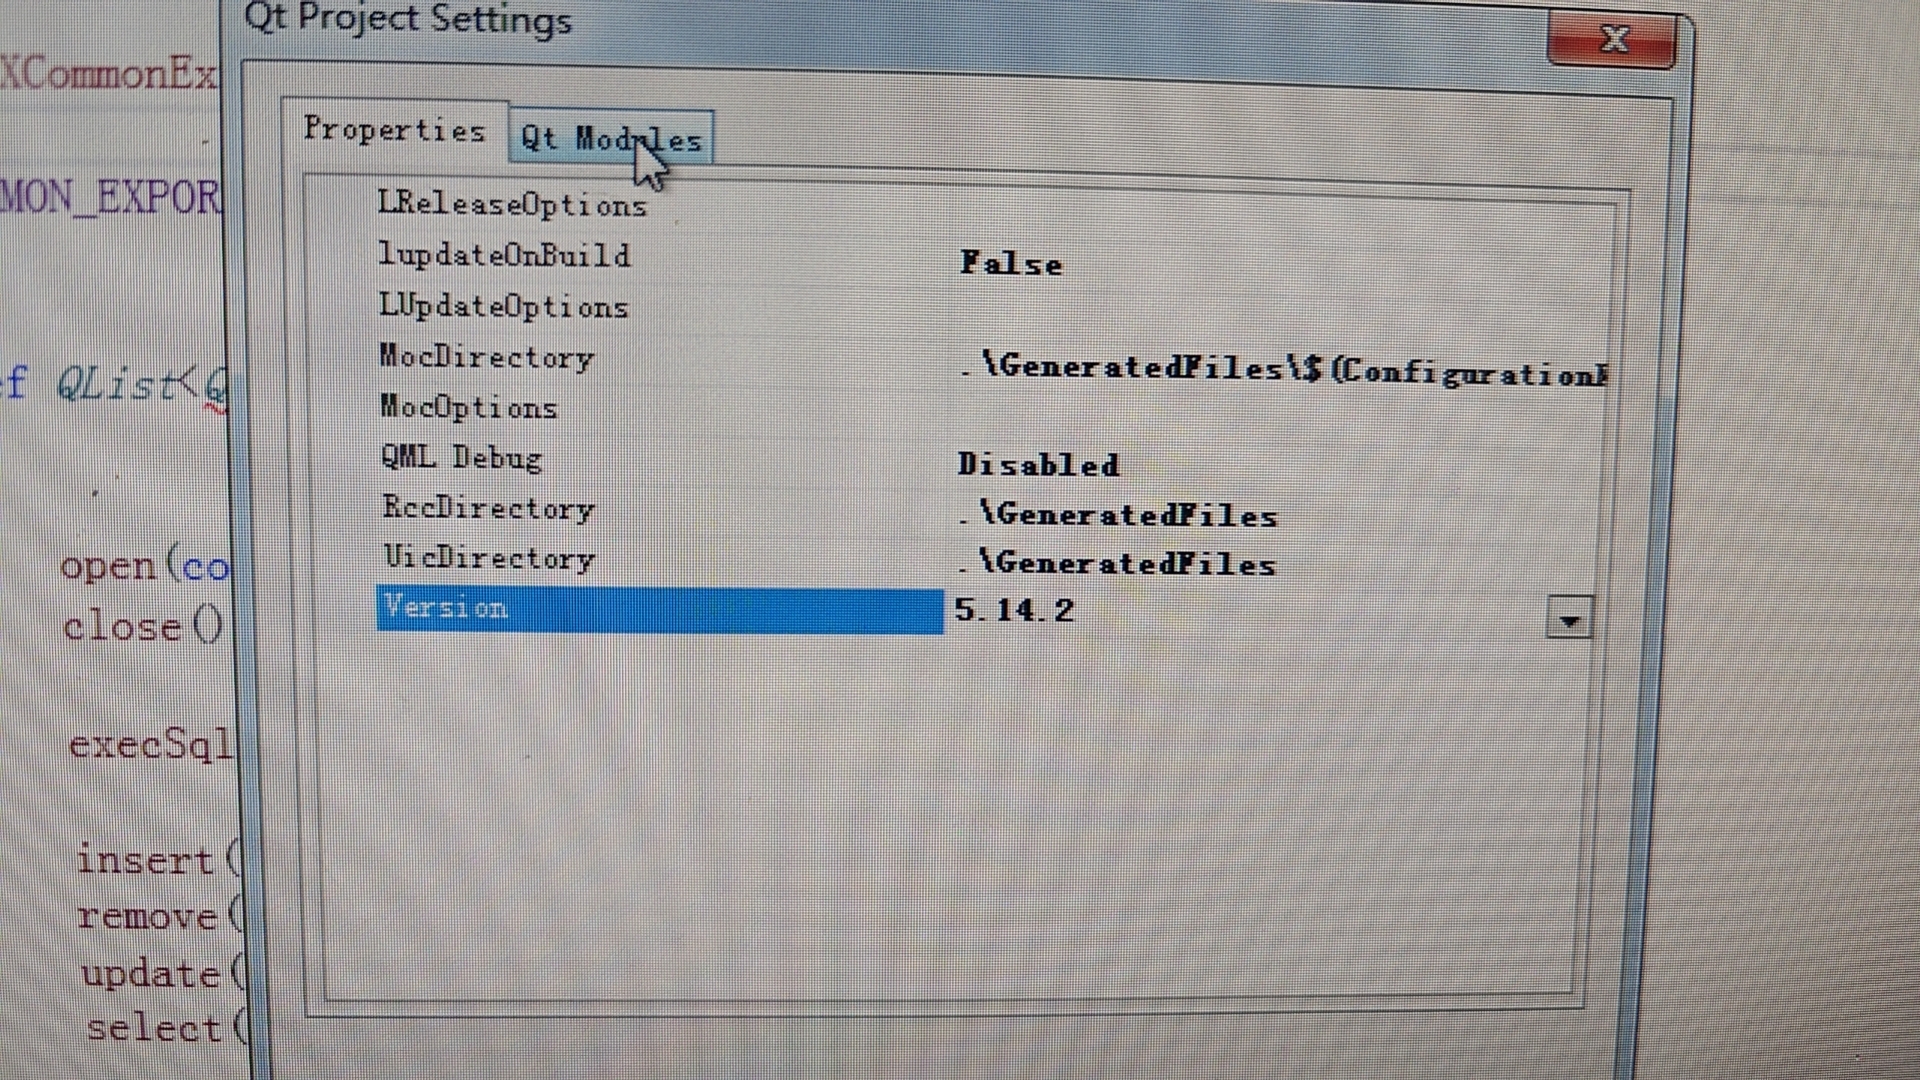 Qt Project Settings
X
XCommonEx
Properties
Qt Modules
MON_EXPOR
LReleaseOptions
lupdateOnBuild False
LUpdateOptions
MocDirectory .\GeneratedFiles\$(Configuration
f QList<Q
MocOptions
QML Debug Disabled
RccDirectory .\GeneratedFiles
UicDirectory .\GeneratedFiles
open(co
Version 5.14.2
close()
execSql
insert(
remove(
update(
select(